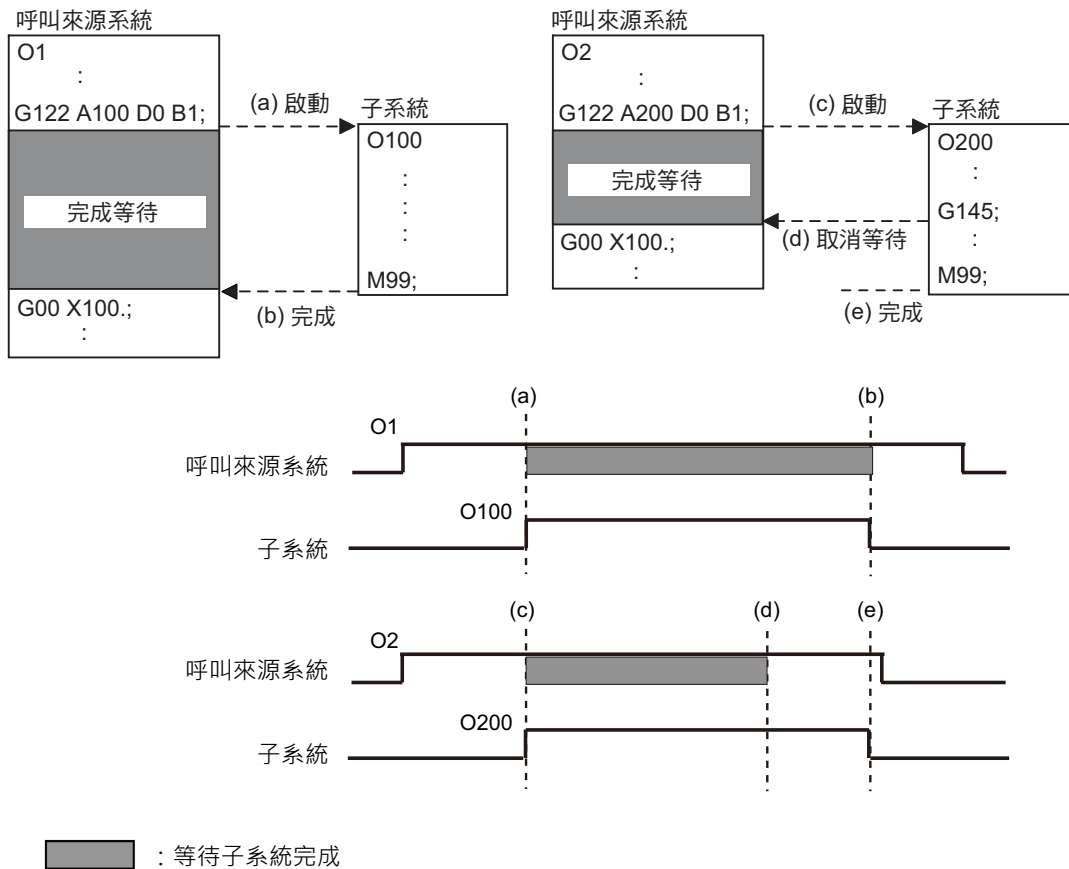 呼叫來源系統
O1
:
G122 A100 D0 B1;
完成等待
G00 X100.;
:
(a) 啟動
子系統
O100
:
:
:
:
M99;
(b) 完成
呼叫來源系統
O2
:
G122 A200 D0 B1;
完成等待
G00 X100.;
:
(c) 啟動
子系統
O200
:
G145;
:
M99;
(d) 取消等待
(e) 完成
(a)
(b)
O1
呼叫來源系統
O100
子系統
(c)
(d)
(e)
O2
呼叫來源系統
O200
子系統
: 等待子系統完成